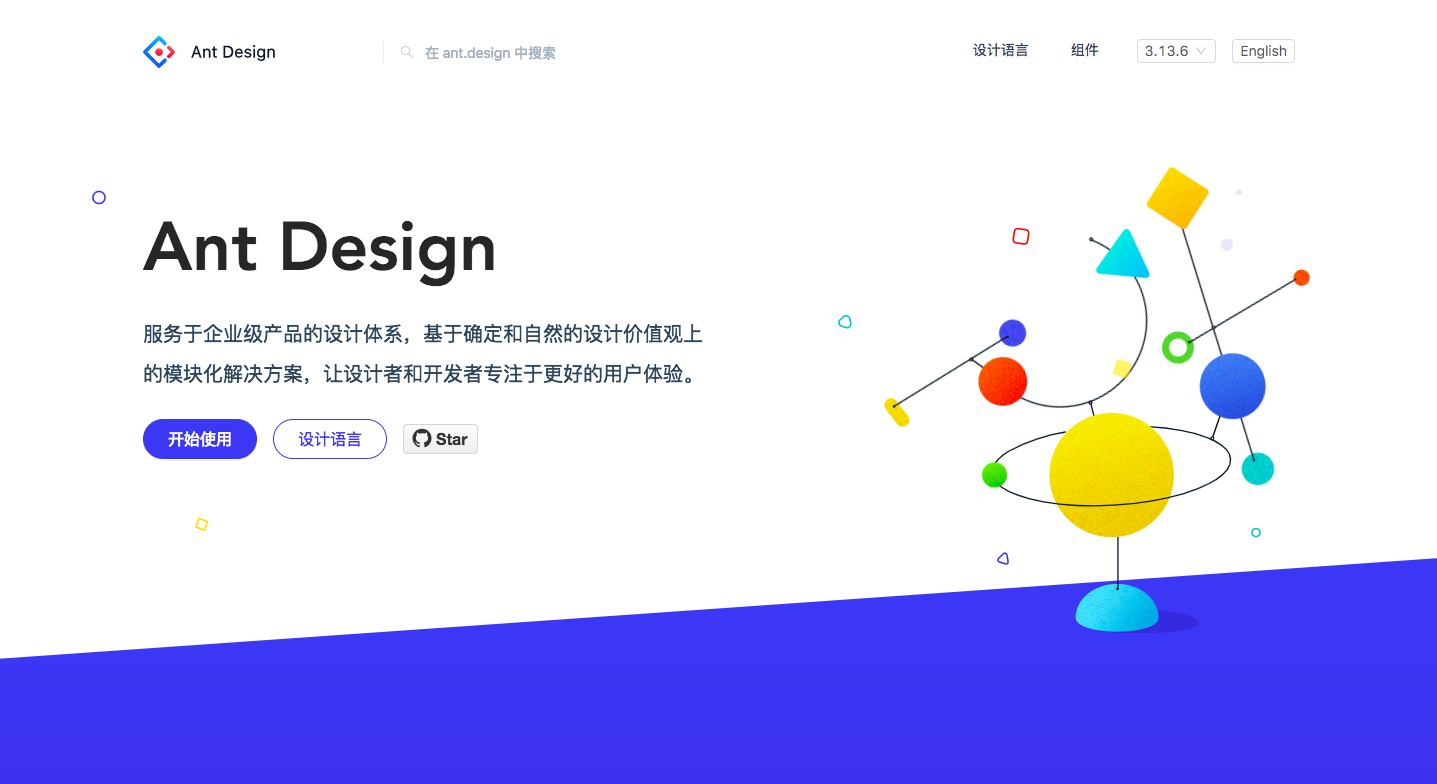 Ant Design
在 ant.design 中搜索
设计语言
组件
3.13.6
English
Ant Design
服务于企业级产品的设计体系，基于确定和自然的设计价值观上
的模块化解决方案，让设计者和开发者专注于更好的用户体验。
开始使用
设计语言
Star